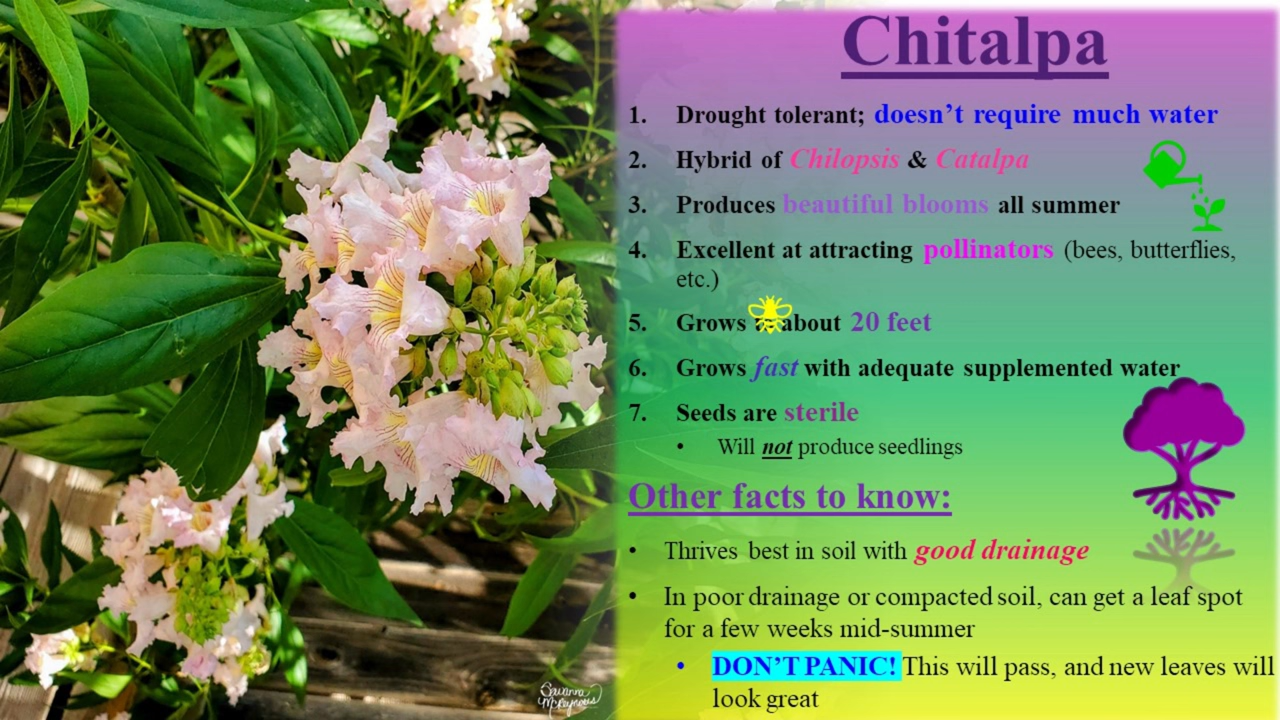 Chitalpa
1. Drought tolerant; doesn't require much water
2. Hybrid of Chilopsis & Catalpa
3. Produces beautiful blooms all summer
4. Excellent at attracting pollinators (bees, butterflies,
etc.)
5. Grows about 20 feet
6. Grows fast with adequate supplemented water
7. Seeds are sterile
• Will not produce seedlings
Other facts to know:
• Thrives best in soil with good drainage
• In poor drainage or compacted soil, can get a leaf spot
for a few weeks mid-summer
• DON'T PANIC! This will pass, and new leaves will
look great
Savanna